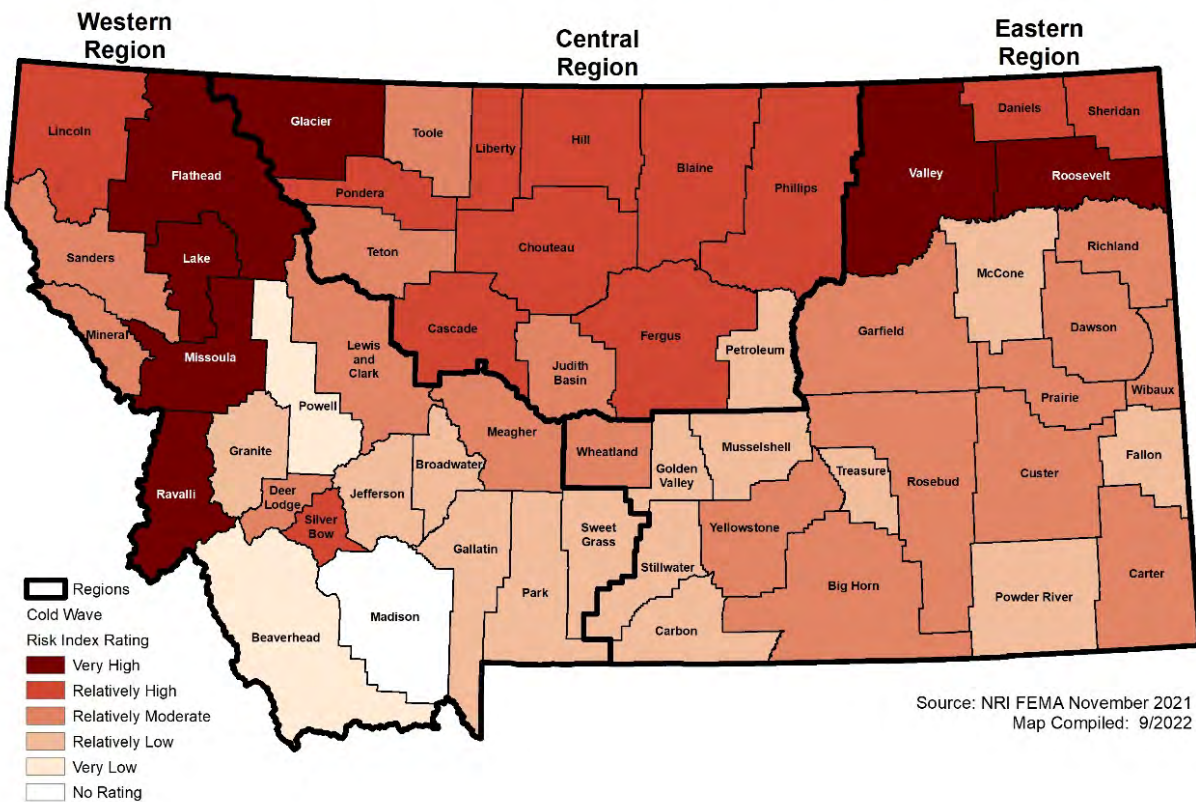 Western
Region
Central
Region
Eastern
Region
Lincoln
Flathead
Glacier
Toole
Liberty
Hill
Blaine
Phillips
Valley
Daniels
Sheridan
Roosevelt
Pondera
Teton
Chouteau
Sanders
Lake
Mineral
Missoula
Cascade
Judith
Basin
Fergus
Petroleum
Garfield
McCone
Richland
Dawson
Prairie
Wibaux
Lewis
and
Clark
Powell
Granite
Ravalli
Deer
Lodge
Silver
Bow
Jefferson
Broadwater
Meagher
Wheatland
Golden
Valley
Musselshell
Treasure
Rosebud
Custer
Fallon
Gallatin
Park
Sweet
Grass
Stillwater
Yellowstone
Carbon
Big Horn
Powder River
Carter
Beaverhead
Madison
Regions
Cold Wave
Risk Index Rating
Very High
Relatively High
Relatively Moderate
Relatively Low
Very Low
No Rating
Source: NRI FEMA November 2021
Map Compiled: 9/2022